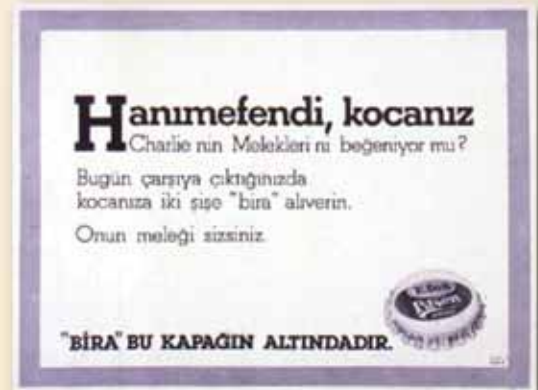 Hanımefendi, kocanız
Charlie nin Melekleri ni beğeniyor mu?
Bugün çarşıya çıktığınızda
kocanıza iki şişe "bira" alıverin.
Onun meleği sizsiniz.
"BİRA" BU KAPAĞIN ALTINDADIR.